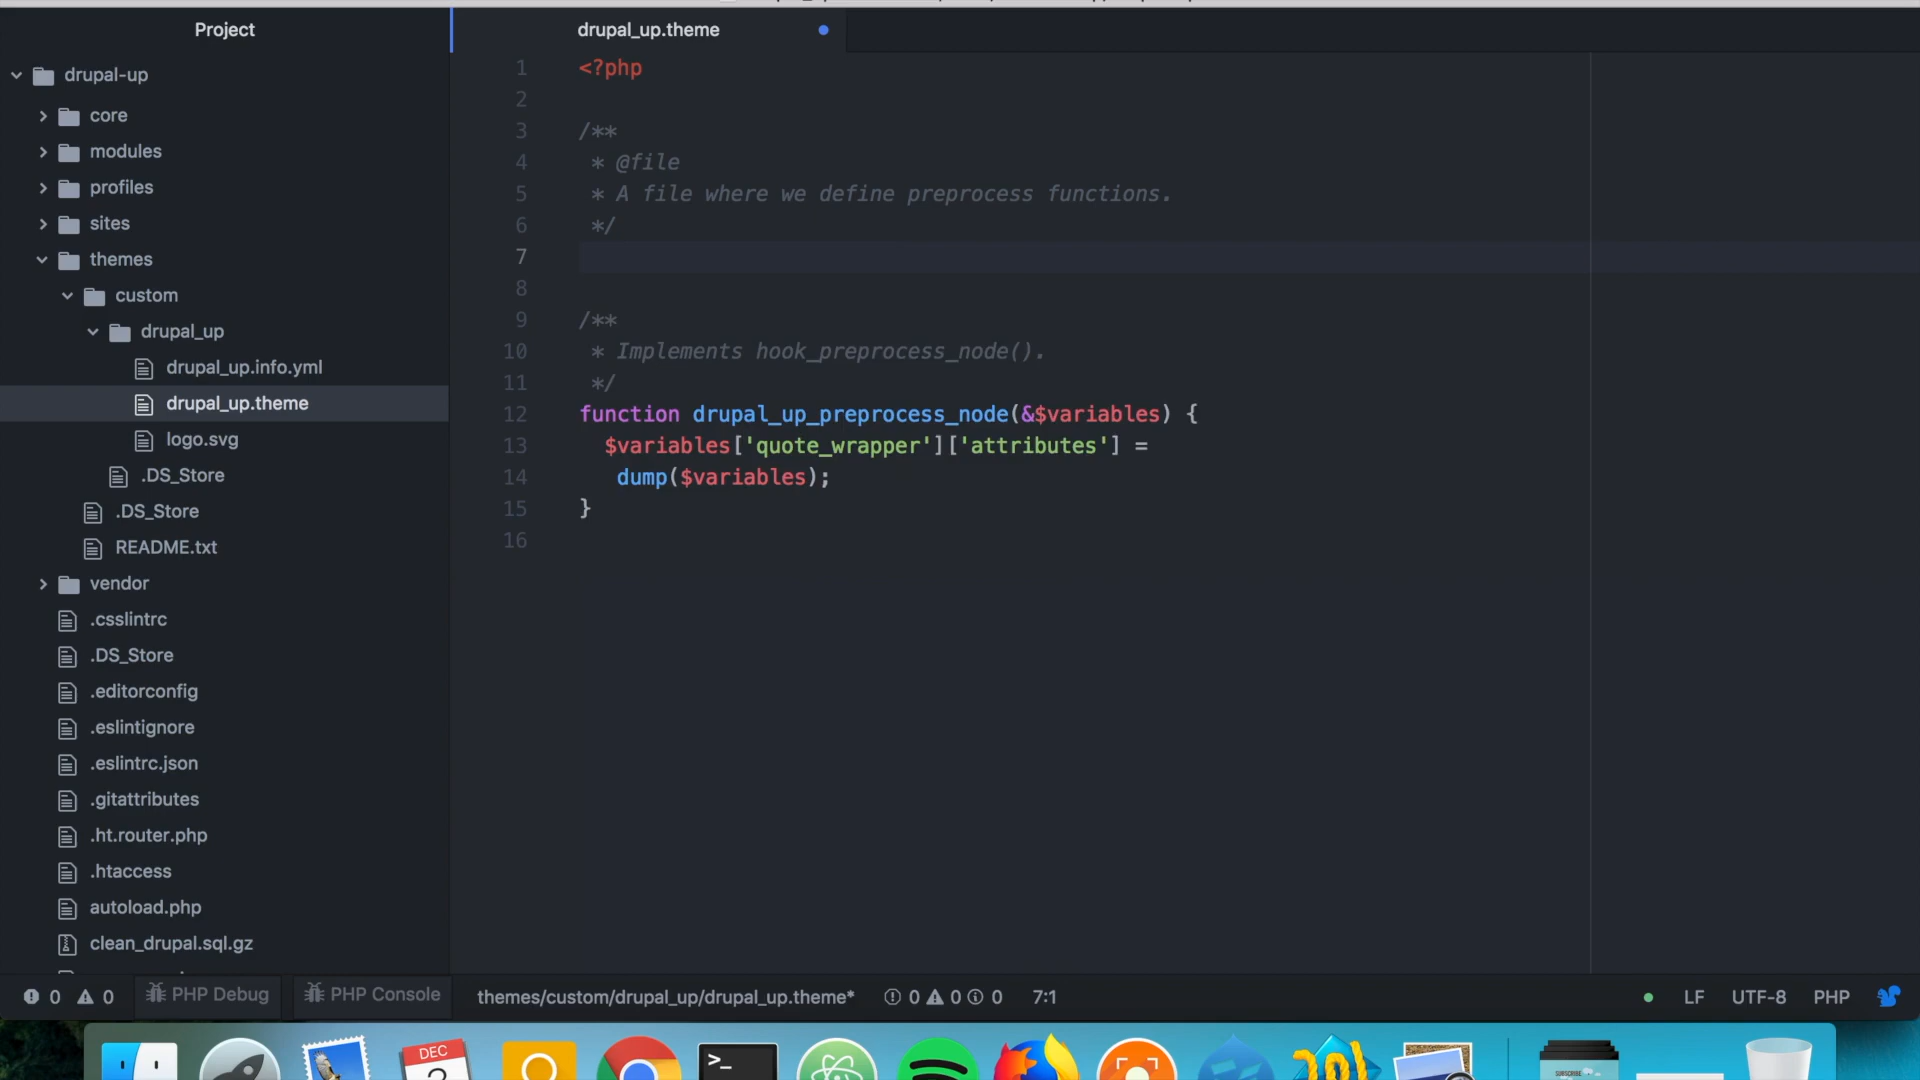 Project
drupal-up
core
modules
profiles
sites
themes
custom
drupal_up
drupal_up.info.yml
drupal_up.theme
logo.svg
.DS_Store
.DS_Store
README.txt
vendor
.csslintrc
.DS_Store
.editorconfig
.eslintignore
.eslintrc.json
.gitattributes
.ht.router.php
.htaccess
autoload.php
clean_drupal.sql.gz
drupal_up.theme
1 <?php
2
3 /**
4 * @file
5 * A file where we define preprocess functions.
6 */
7
8
9 /**
10 * Implements hook_preprocess_node().
11 */
12 function drupal_up_preprocess_node(&$variables) {
13 $variables['quote_wrapper']['attributes'] =
14 dump($variables);
15 }
16
0 0 PHP Debug PHP Console themes/custom/drupal_up/drupal_up.theme* 0 0 0 7:1 LF UTF-8 PHP
DEC
>_
SUBSCRIBE